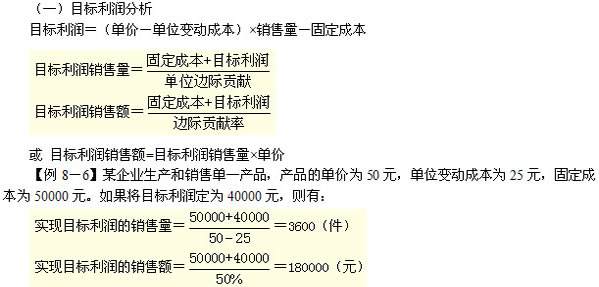 （一）目标利润分析
目标利润＝（单价－单位变动成本）×销售量－固定成本
目标利润销售量＝固定成本+目标利润/单位边际贡献
目标利润销售额＝固定成本+目标利润/边际贡献率
或 目标利润销售额=目标利润销售量×单价
【例 8－6】某企业生产和销售单一产品，产品的单价为 50 元，单位变动成本为 25 元，固定成
本为 50000 元。如果将目标利润定为 40000 元，则有：
实现目标利润的销售量＝50000+40000/50-25＝3600（件）
实现目标利润的销售额＝50000+40000/50%＝180000（元）